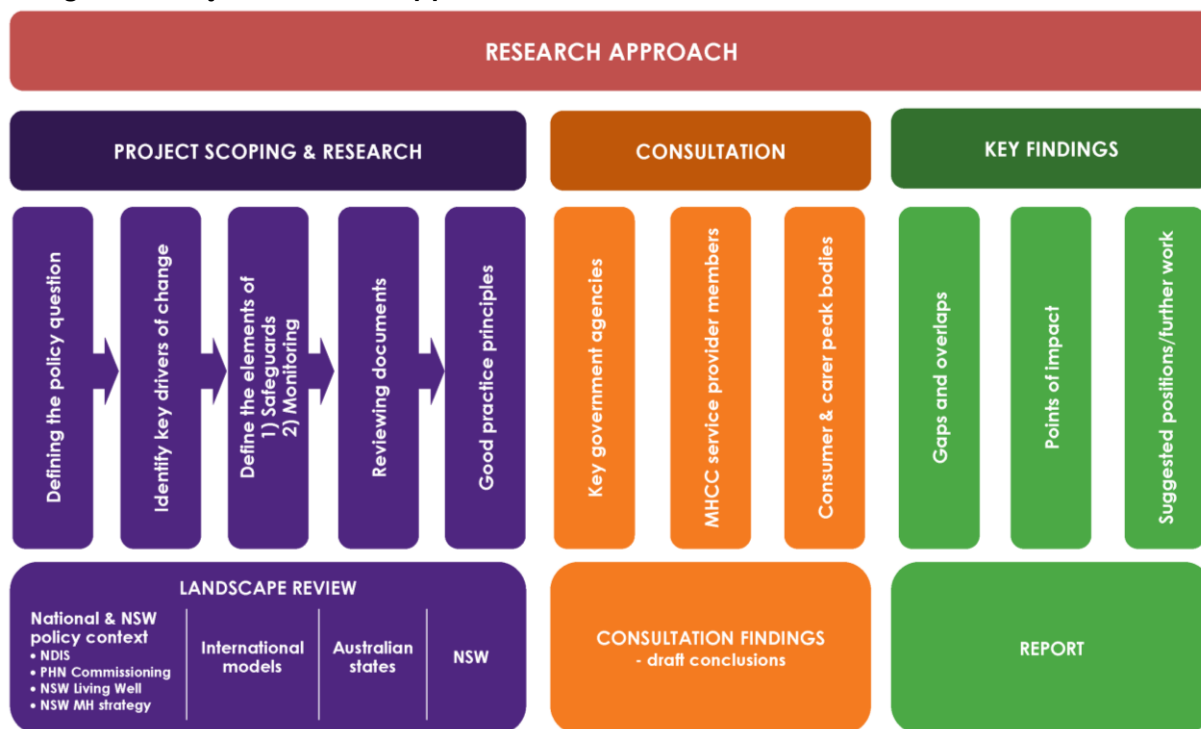 RESEARCH APPROACH
PROJECT SCOPING & RESEARCH
Defining the policy question
Identify key drivers of change
Define the elements of
1) Safeguards
2) Monitoring
Reviewing documents
Good practice principles
LANDSCAPE REVIEW
National & NSW
policy context
• NDIS
• PHN Commissioning
• NSW Living Well
• NSW MH strategy
International
models
Australian
states
NSW
CONSULTATION
Key government agencies
MHCC service provider members
Consumer & carer peak bodies
CONSULTATION FINDINGS
- draft conclusions
KEY FINDINGS
Gaps and overlaps
Points of impact
Suggested positions/further work
REPORT